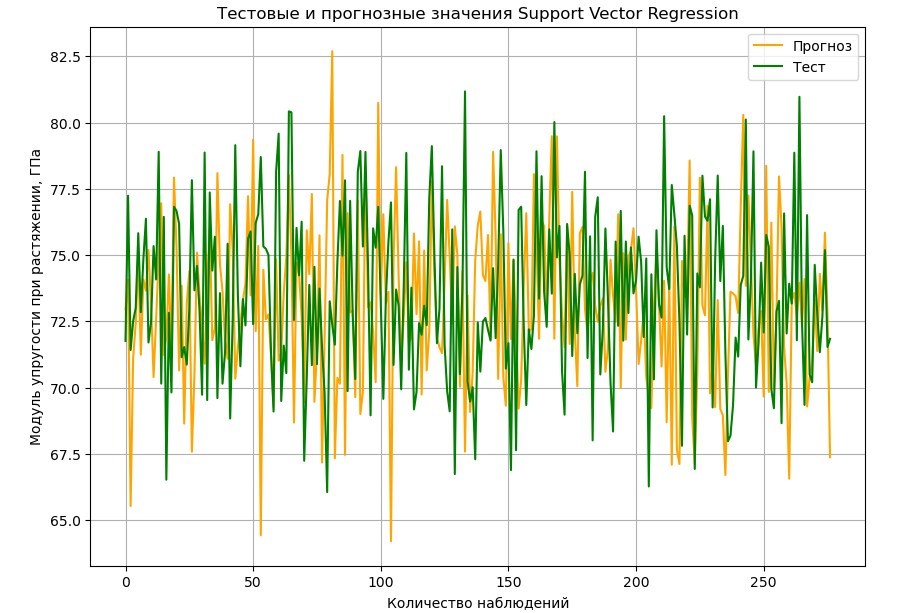 Тестовые и прогнозные значения Support Vector Regression
Прогноз
Тест
Модуль упругости при растяжении, ГПа
82.5
80.0
77.5
75.0
72.5
70.0
67.5
65.0
0 50 100 150 200 250
Количество наблюдений